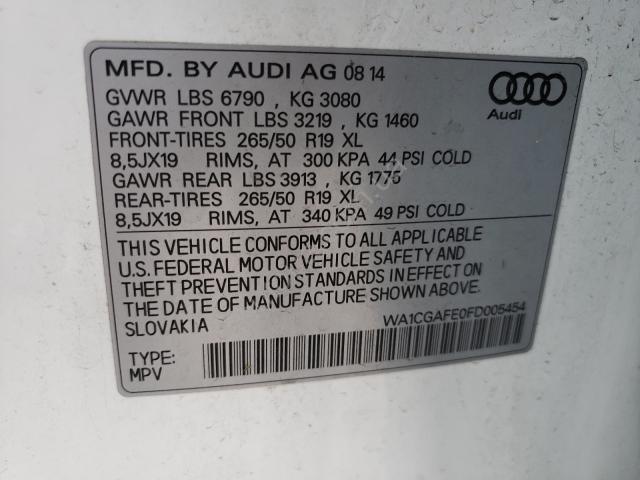 MFD. BY AUDI AG 08 14
GVWR LBS 6790 , KG 3080
GAWR FRONT LBS 3219 , KG 1460
FRONT-TIRES 265/50 R19 XL
8,5JX19 RIMS, AT 300 KPA 44 PSI COLD
GAWR REAR LBS 3913 , KG 1775
REAR-TIRES 265/50 R19 XL
8,5JX19 RIMS, AT 340 KPA 49 PSI COLD
Audi
THIS VEHICLE CONFORMS TO ALL APPLICABLE
U.S. FEDERAL MOTOR VEHICLE SAFETY AND
THEFT PREVENTION STANDARDS IN EFFECT ON
THE DATE OF MANUFACTURE SHOWN ABOVE.
SLOVAKIA
WA1CGAFE0FD005454
TYPE:
MPV